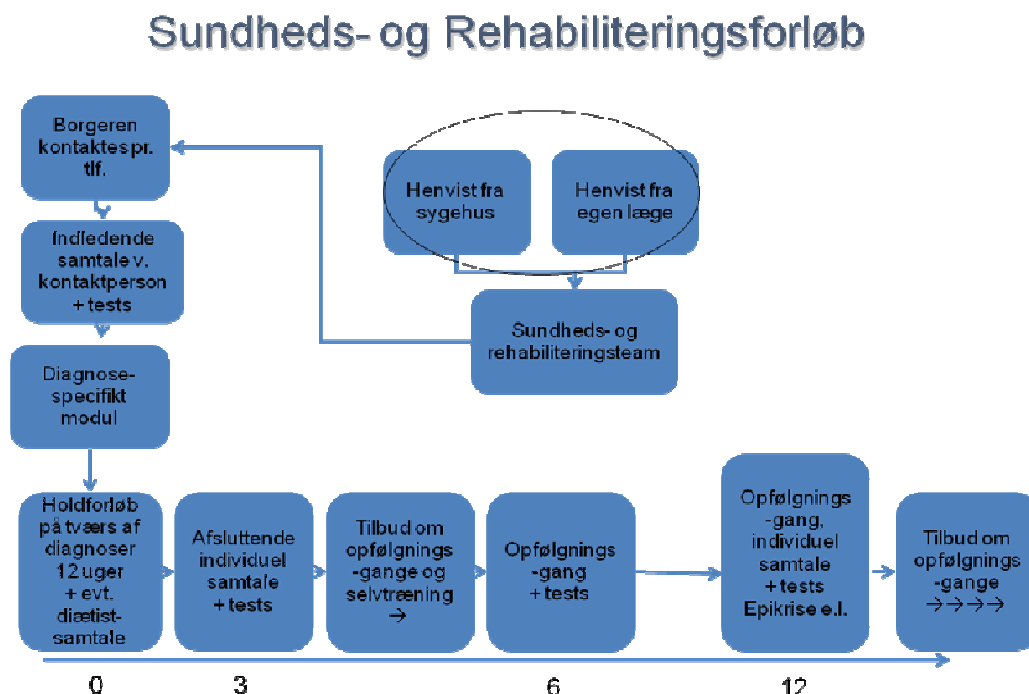 Sundheds- og Rehabiliteringsforløb
Borgeren
kontaktes pr.
tlf.
Henvist fra
sygehus
Henvist fra
egen læge
Indledende
samtale v.
kontaktperson
+ tests
Sundheds- og
rehabiliteringsteam
Diagnose-
specifikt
modul
Holdforløb
på tværs af
diagnoser
12 uger
+ evt.
diætist-
samtale
Afsluttende
individuel
samtale
+ tests
Tilbud om
opfølgnings
-gange og
selvtræning
→
Opfølgnings
-gang
+ tests
Opfølgnings
-gang,
individuel
samtale
+ tests
Epikrise e.l.
Tilbud om
opfølgnings
-gange
→→→→
0
3
6
12